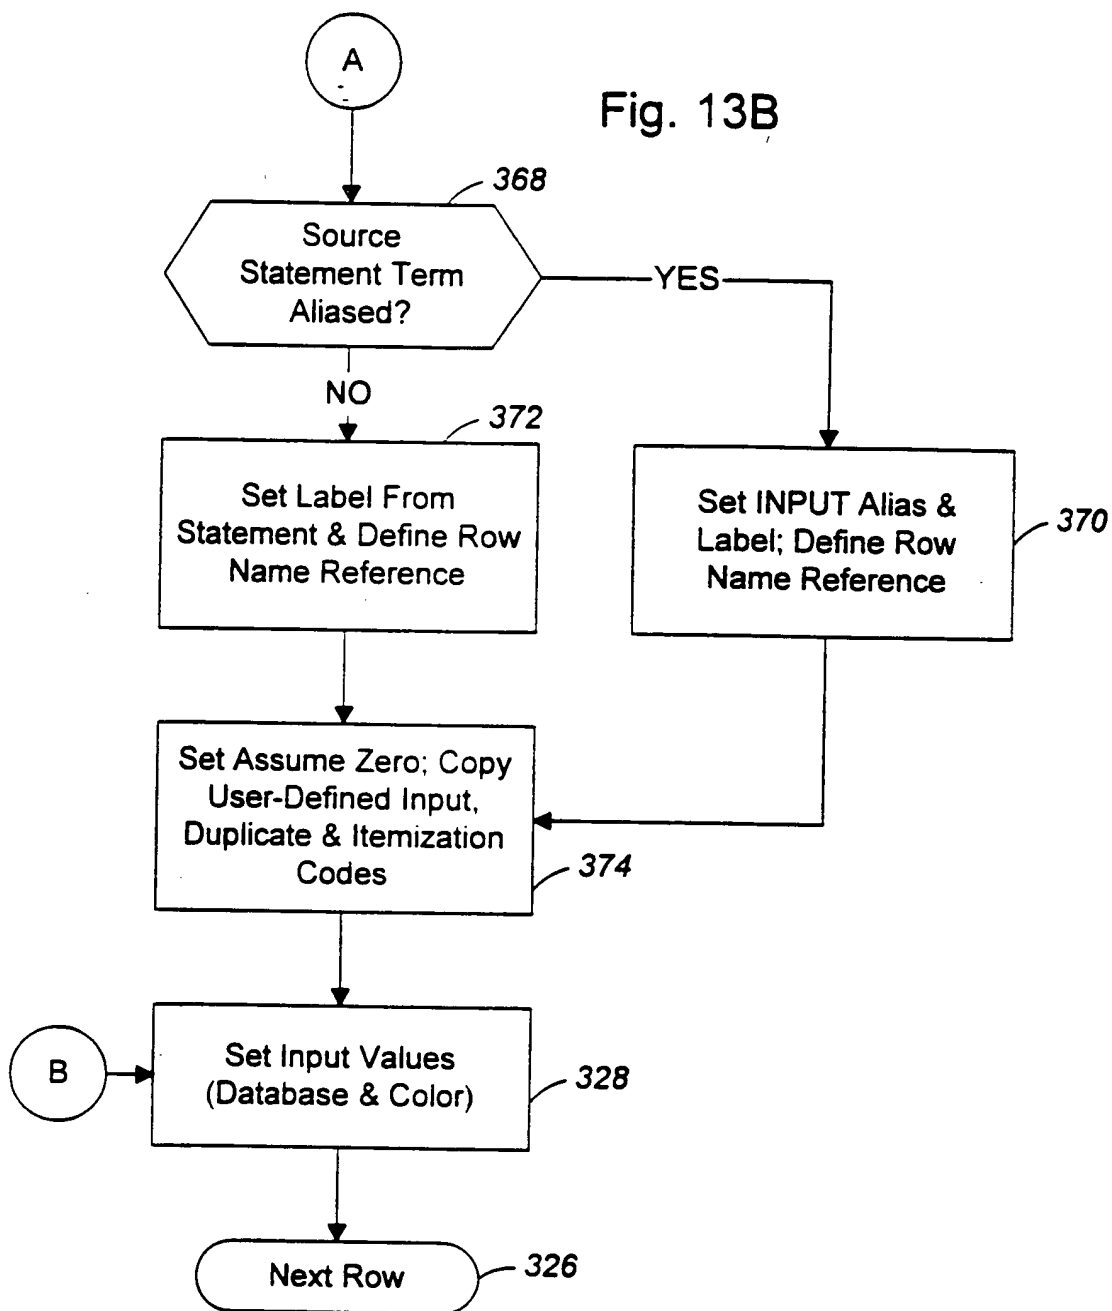 A
Fig. 13B
368
Source
Statement Term
Aliased?
YES
NO
372
Set Label From
Statement & Define Row
Name Reference
Set INPUT Alias &
Label; Define Row
Name Reference
370
Set Assume Zero; Copy
User-Defined Input,
Duplicate & Itemization
Codes
374
B
Set Input Values
(Database & Color)
328
Next Row
326